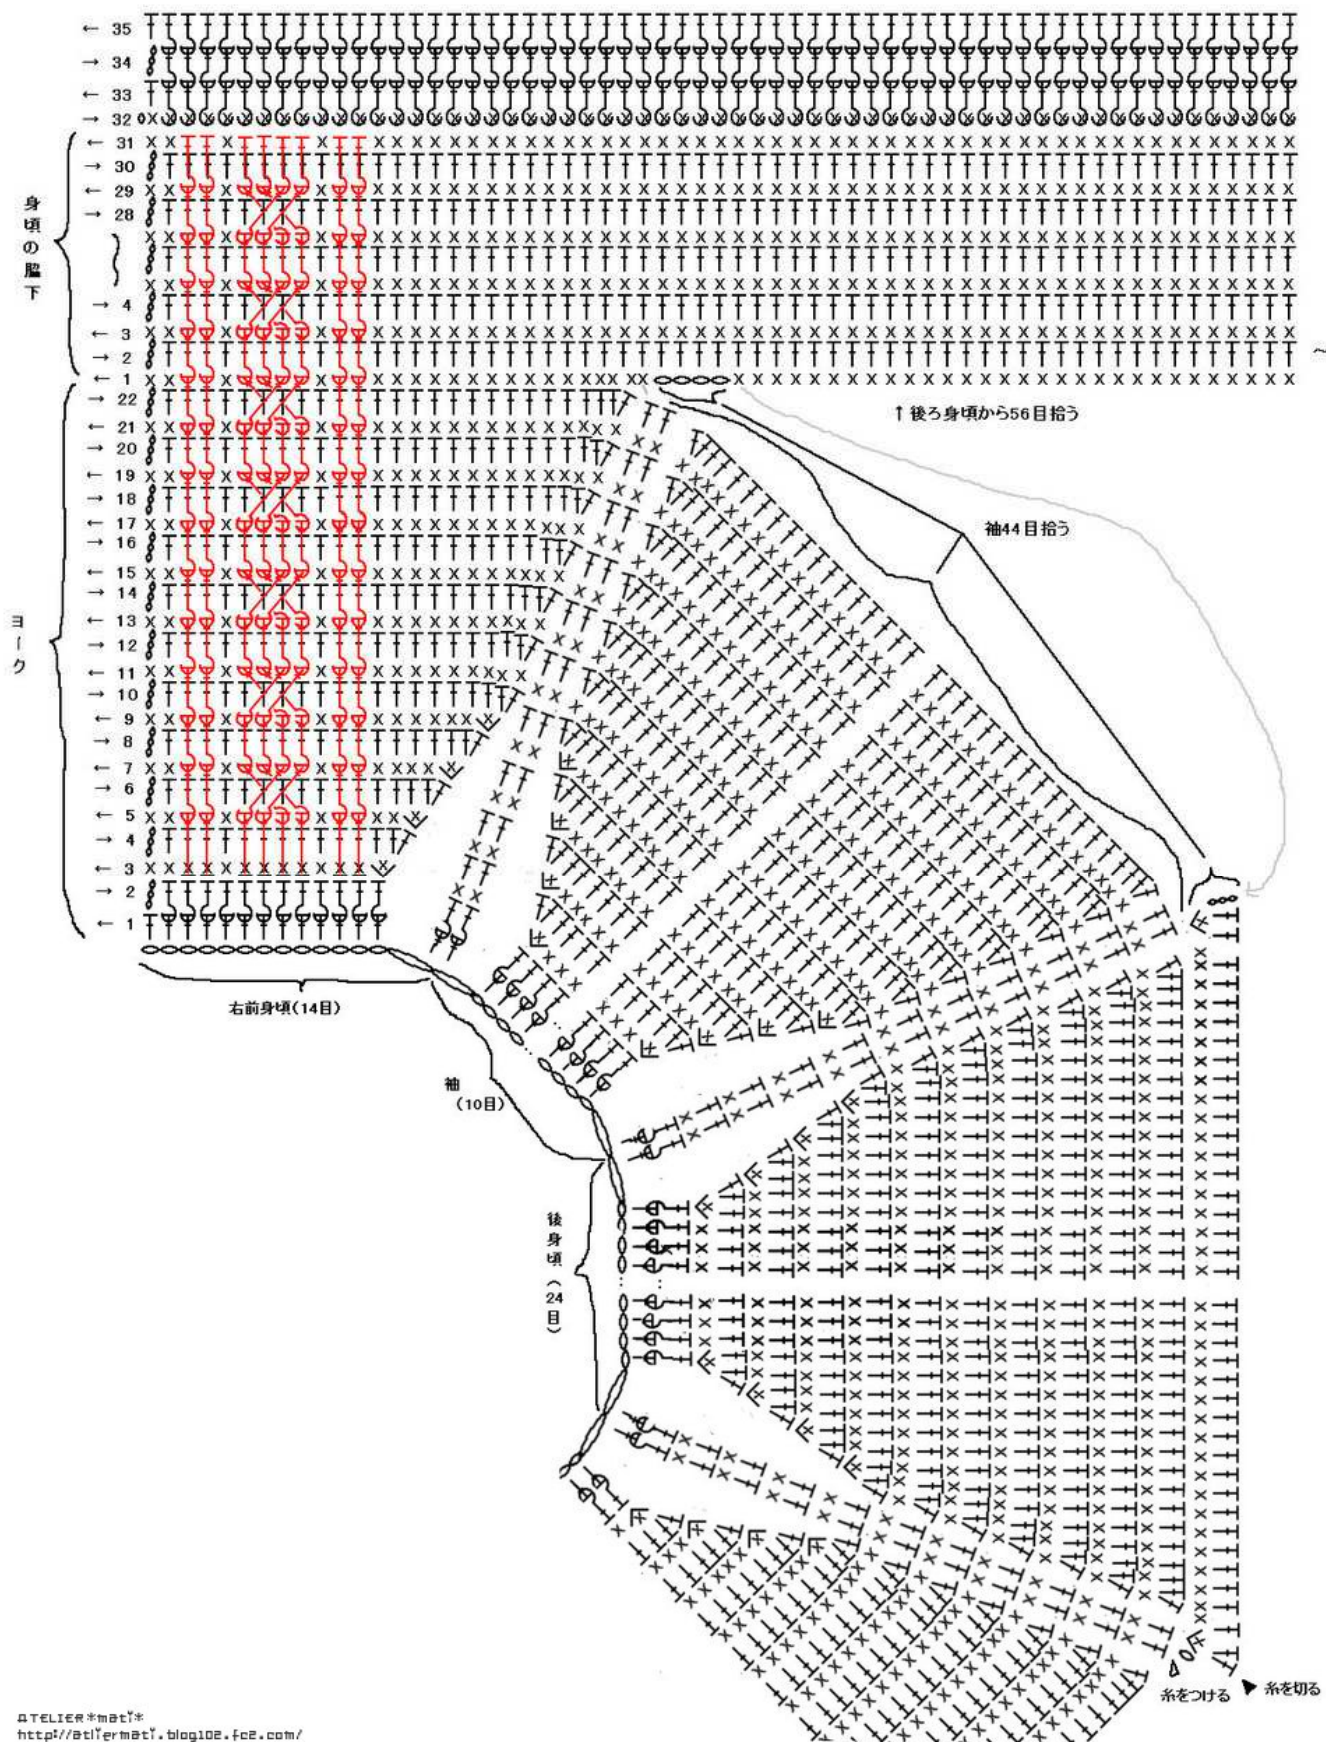 ← 35
→ 34
← 33
→ 32
← 31
→ 30
← 29
→ 28
身頃の脇下
→ 4
← 3
→ 2
← 1
→ 22
← 21
→ 20
← 19
→ 18
← 17
→ 16
← 15
→ 14
← 13
→ 12
← 11
→ 10
← 9
→ 8
← 7
→ 6
← 5
→ 4
← 3
→ 2
← 1
ヨーク
↑後ろ身頃から56目拾う
袖44目拾う
右前身頃(14目)
袖
(10目)
後身頃(24目)
糸をつける
糸を切る
ATELIER*mati*
http://atliermati.blog102.fc2.com/